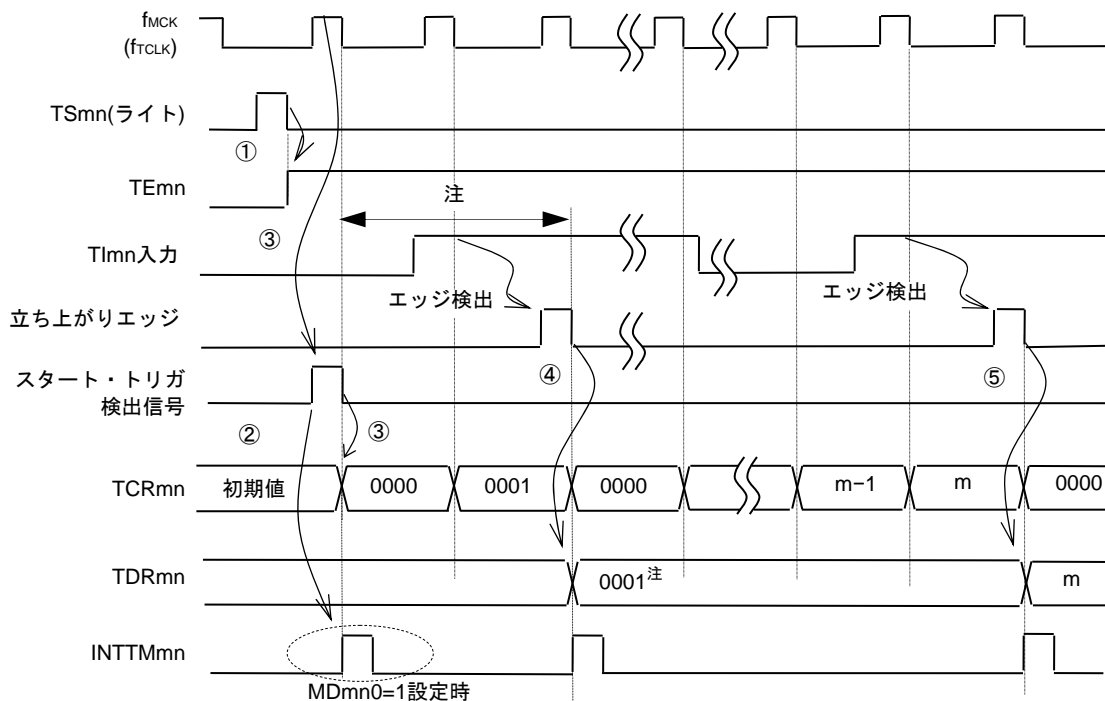 fMCK
(fTCLK)
TSmn(ライト)
①
TEmn
注
③
TImn入力
エッジ検出
エッジ検出
立ち上がりエッジ
④
⑤
スタート・トリガ
検出信号
②
③
TCRmn
初期値
0000
0001
0000
m−1
m
0000
TDRmn
0001注
m
INTTMmn
MDmn0=1設定時